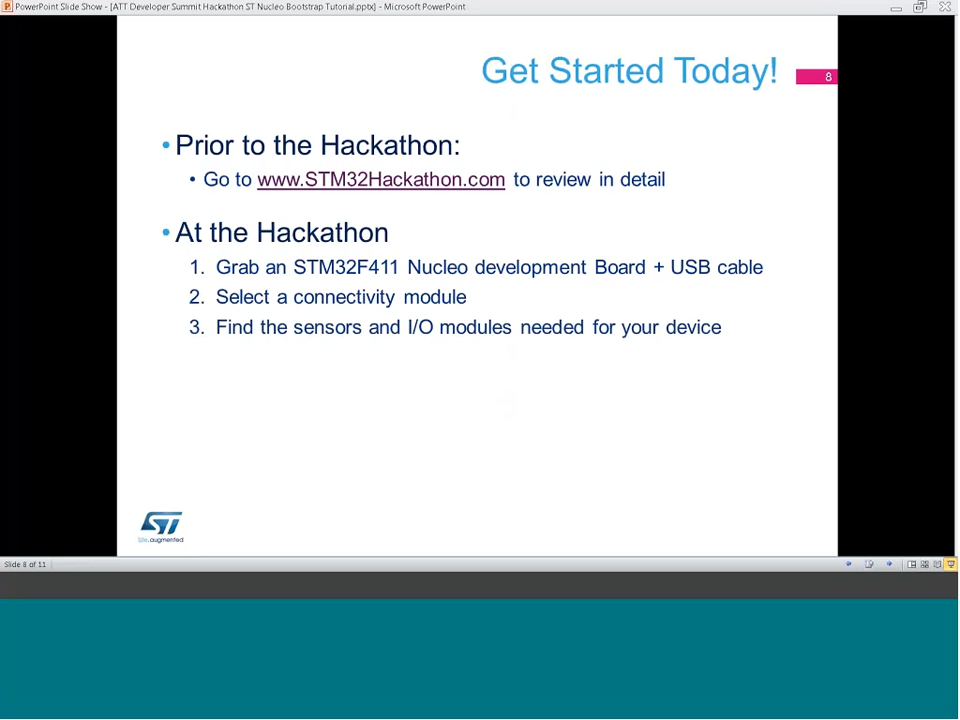 PowerPoint Slide Show - [ATT Developer Summit Hackathon ST Nucleo Bootstrap Tutorial.pptx] - Microsoft PowerPoint
Get Started Today!
8
• Prior to the Hackathon:
• Go to www.STM32Hackathon.com to review in detail
• At the Hackathon
1. Grab an STM32F411 Nucleo development Board + USB cable
2. Select a connectivity module
3. Find the sensors and I/O modules needed for your device
ST
life.augmented
Slide 8 of 11